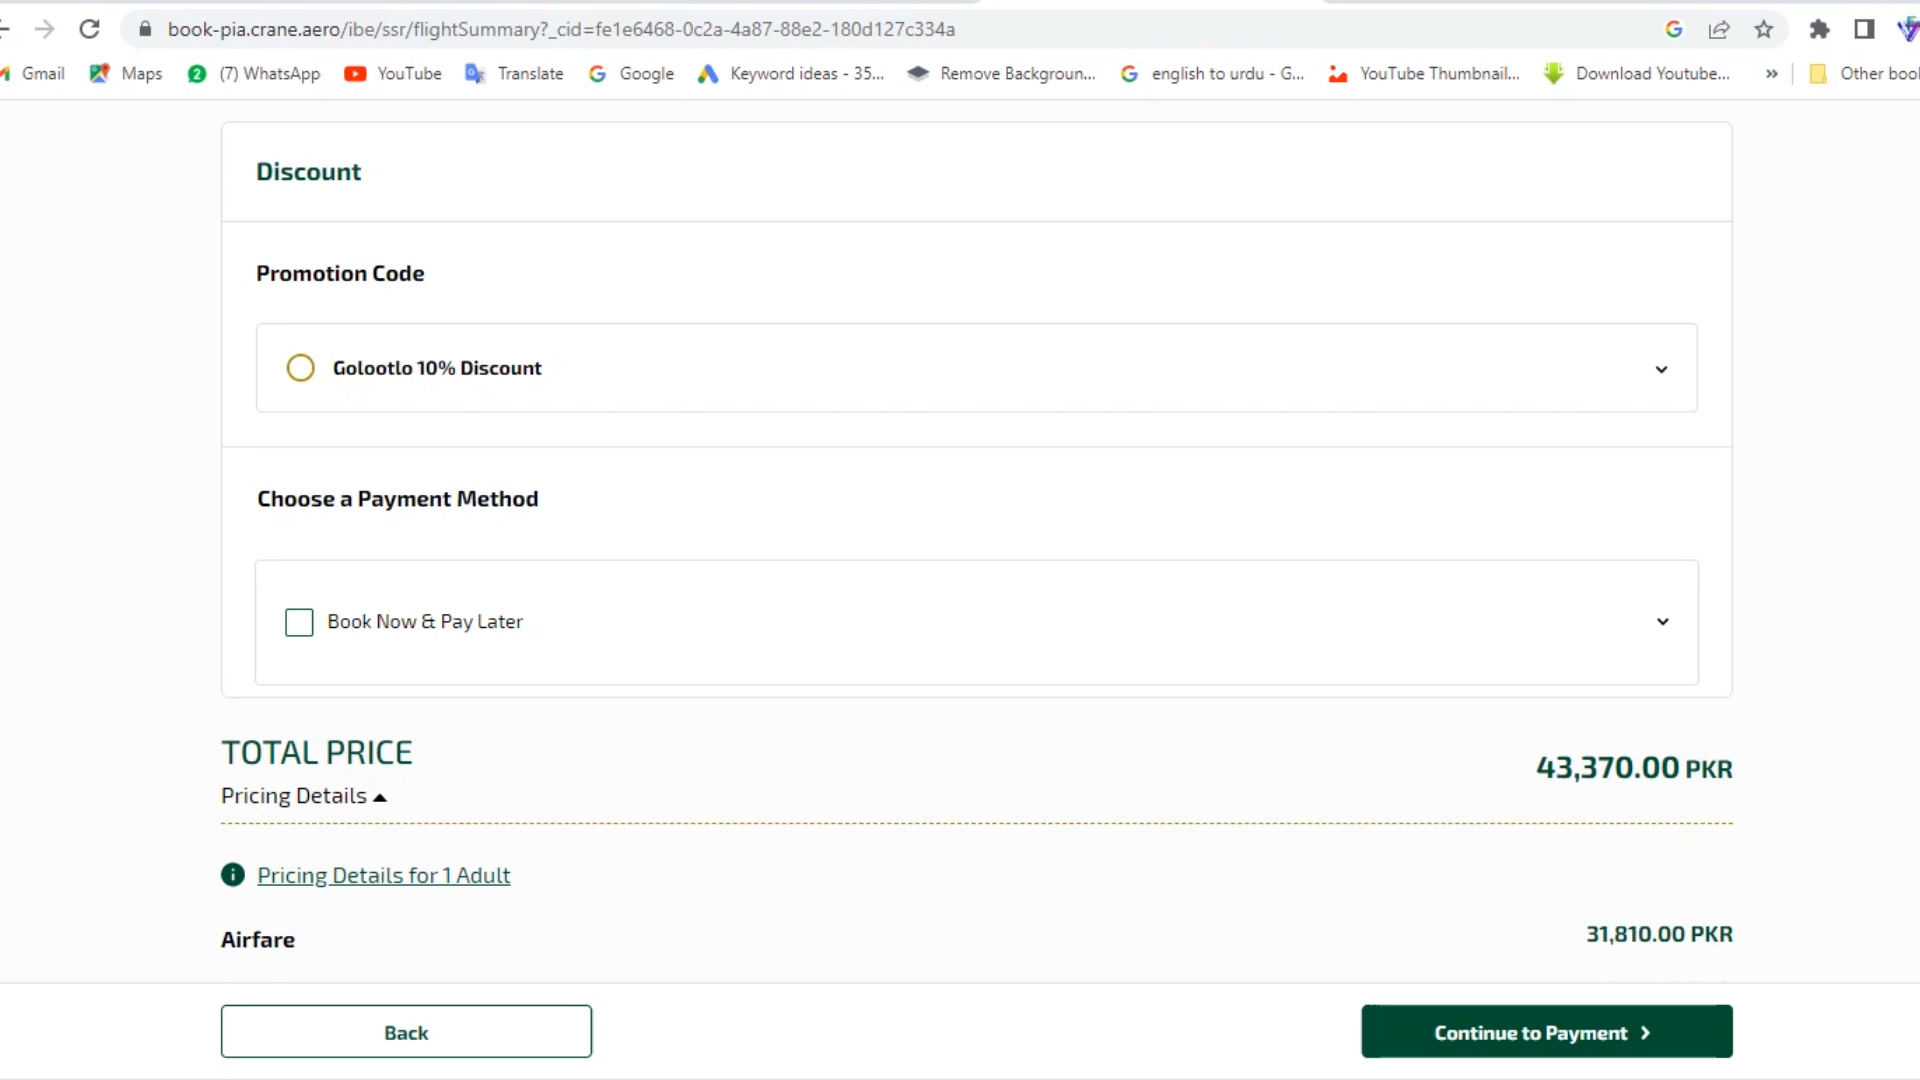 book-pia.crane.aero/ibe/ssr/flightSummary?_cid=fe1e6468-0c2a-4a87-88e2-180d127c334a
Gmail Maps (7) WhatsApp YouTube Translate Google Keyword ideas - 35... Remove Backgroun... english to urdu - G... YouTube Thumbnail... Download Youtube... » Other book
Discount
Promotion Code
Golootlo 10% Discount
Choose a Payment Method
Book Now & Pay Later
TOTAL PRICE
43,370.00 PKR
Pricing Details
Pricing Details for 1 Adult
Airfare 31,810.00 PKR
Back Continue to Payment